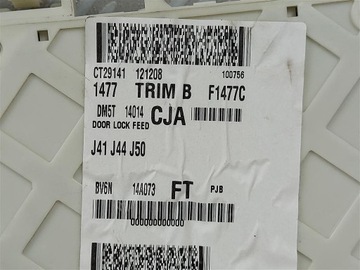 CT29141 121208 100756
1477 TRIM B F1477C
DM5T 14014 CJA
DOOR LOCK FEED
J41 J44 J50
BV6N 14A073 FT PJB
000000000000